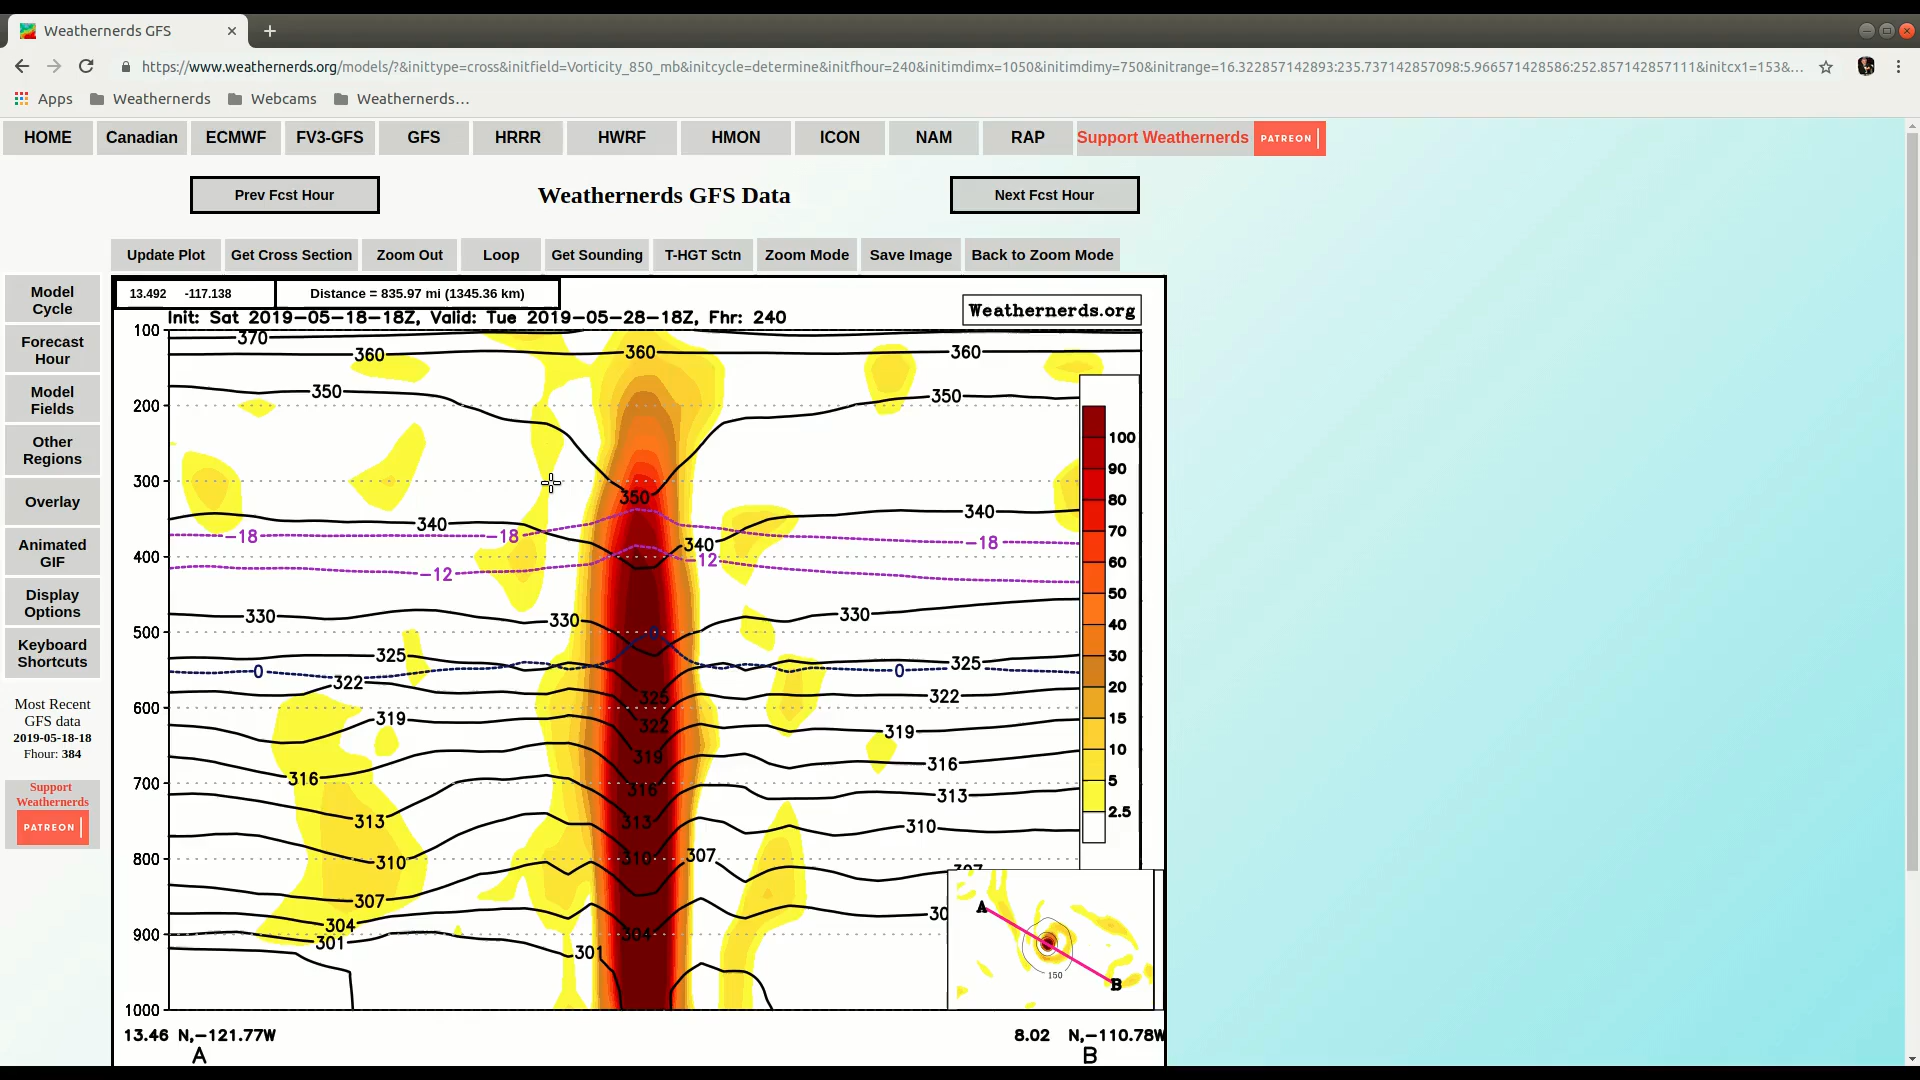 Weathernerds GFS
https://www.weathernerds.org/models/?&inittype=cross&initfield=Vorticity_850_mb&initcycle=determine&initfhour=240&initimdimx=1050&initimdimy=750&initrange=16.322857142893:235.737142857098:5.966571428586:252.857142857111&initcx1=153&...
Apps Weathernerds Webcams Weathernerds...
HOME Canadian ECMWF FV3-GFS GFS HRRR HWRF HMON ICON NAM RAP Support Weathernerds PATREON
Prev Fcst Hour Weathernerds GFS Data Next Fcst Hour
Update Plot Get Cross Section Zoom Out Loop Get Sounding T-HGT Sctn Zoom Mode Save Image Back to Zoom Mode
Model
Cycle
Forecast
Hour
Model
Fields
Other
Regions
Overlay
Animated
GIF
Display
Options
Keyboard
Shortcuts
Most Recent
GFS data
2019-05-18-18
Fhour: 384
Support
Weathernerds
PATREON
13.492 -117.138 Distance = 835.97 mi (1345.36 km)
Weathernerds.org
Init: Sat 2019-05-18-18Z, Valid: Tue 2019-05-28-18Z, Fhr: 240
100
370
360 360 360
350 350
200
300
350
340 340
-18 -18 -18
340
400
-12 -12
330 330 330
500
0
325 325
0 0
322 322
325
600
319 319
322
319
316 316
700
316
313 313
313
310 310
310
800
307
307
307
304
900
304
301
301
30
1000
100
90
80
70
60
50
40
30
20
15
10
5
2.5
A
150
B
13.46 N,-121.77W 8.02 N,-110.78W
A B